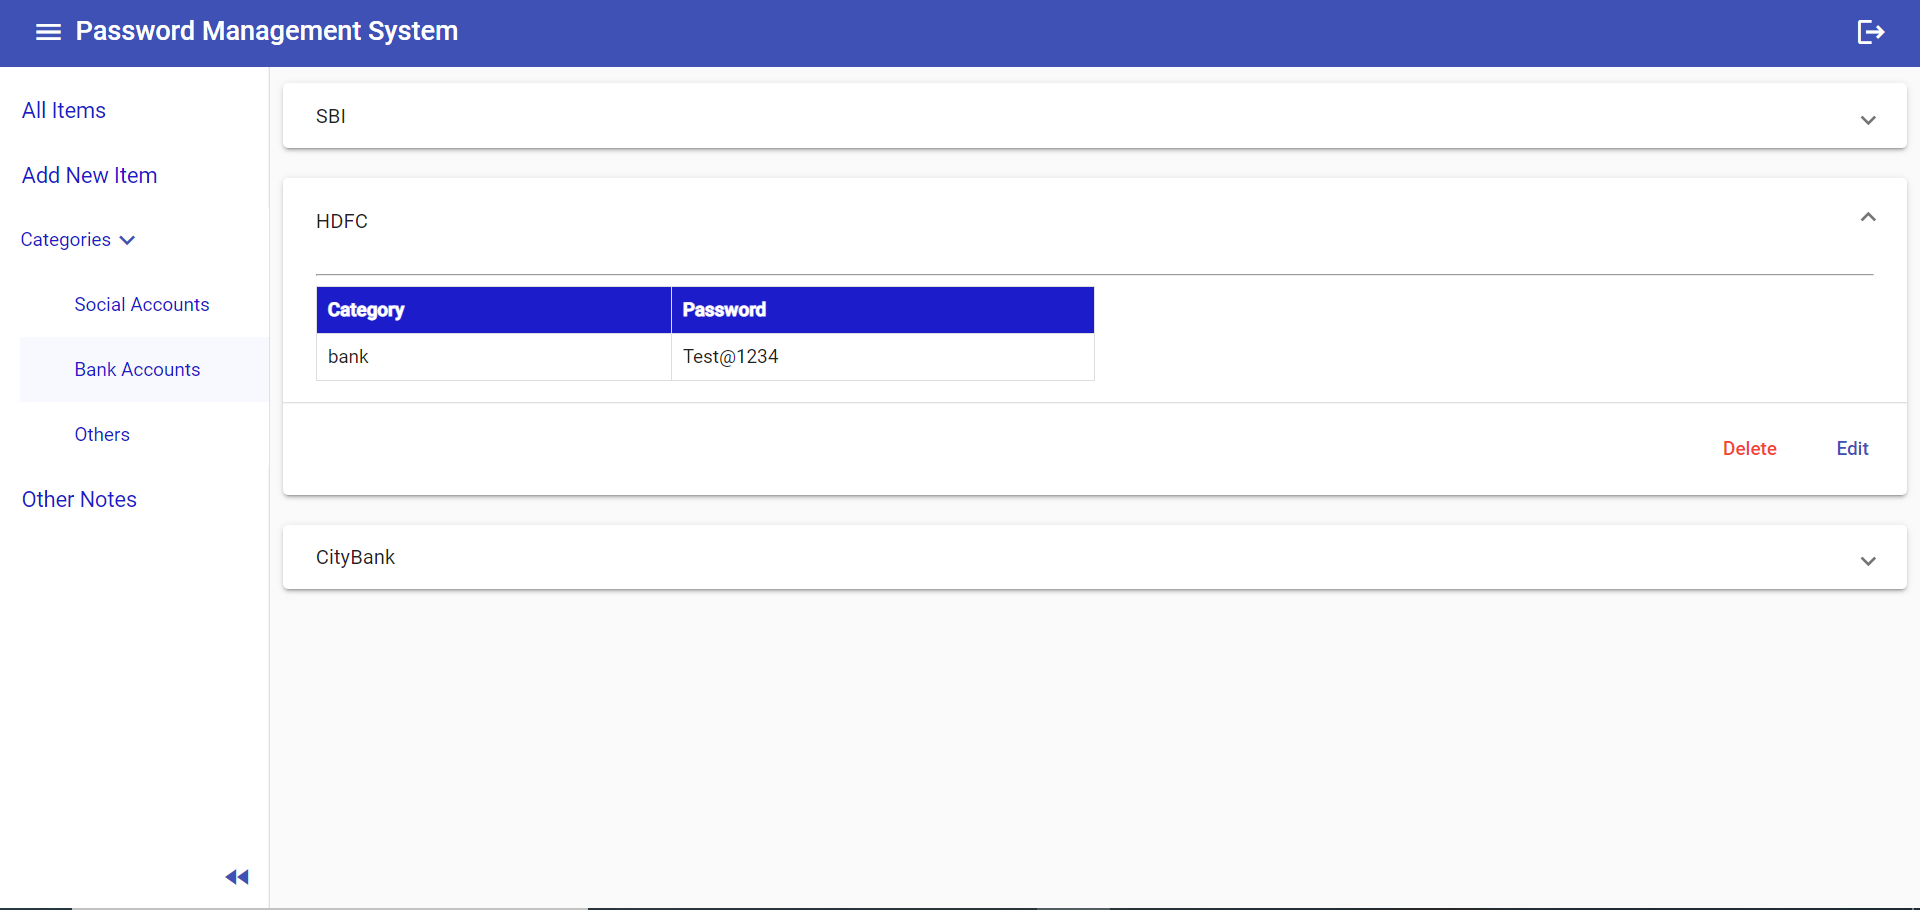 Password Management System
All Items
Add New Item
Categories
Social Accounts
Bank Accounts
Others
Other Notes
SBI
HDFC
Category Password
bank Test@1234
Delete Edit
CityBank